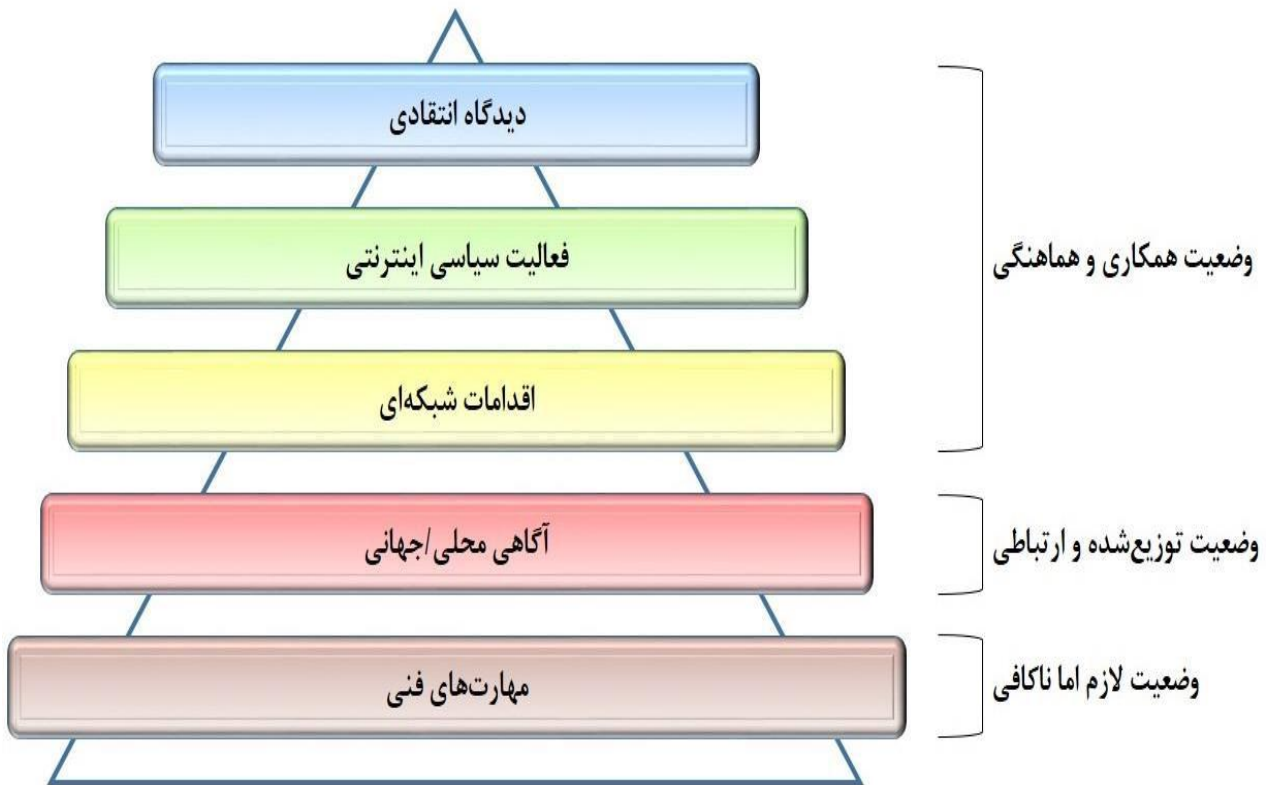 دیدگاه انتقادی
فعالیت سیاسی اینترنتی
اقدامات شبکه‌ای
آگاهی محلی/جهانی
مهارت‌های فنی
وضعیت همکاری و هماهنگی
وضعیت توزیع‌شده و ارتباطی
وضعیت لازم اما ناکافی